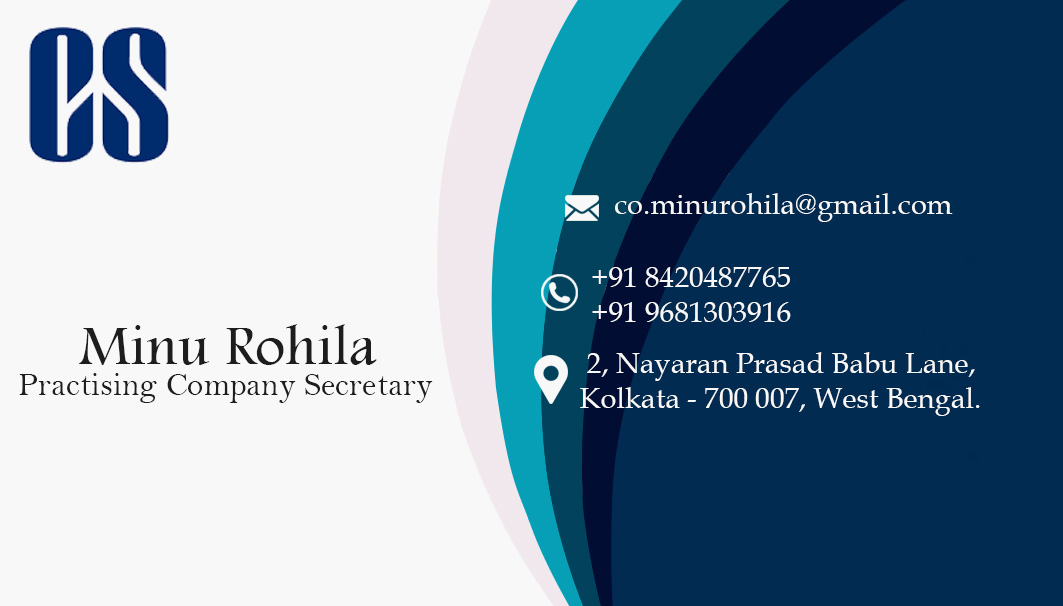 CS
Minu Rohila
Practising Company Secretary
co.minurohila@gmail.com
+91 8420487765
+91 9681303916
2, Nayaran Prasad Babu Lane,
Kolkata - 700 007, West Bengal.